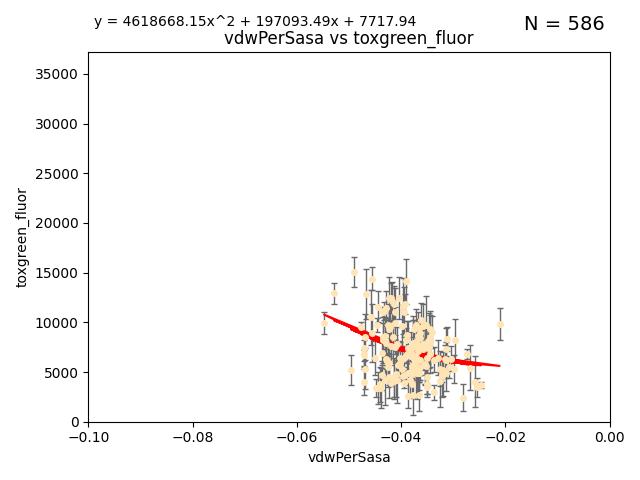 y = 4618668.15x^2 + 197093.49x + 7717.94
N = 586
vdwPerSasa vs toxgreen_fluor
35000
30000
25000
20000
15000
10000
5000
0
toxgreen_fluor
−0.10
−0.08
−0.06
−0.04
−0.02
0.00
vdwPerSasa